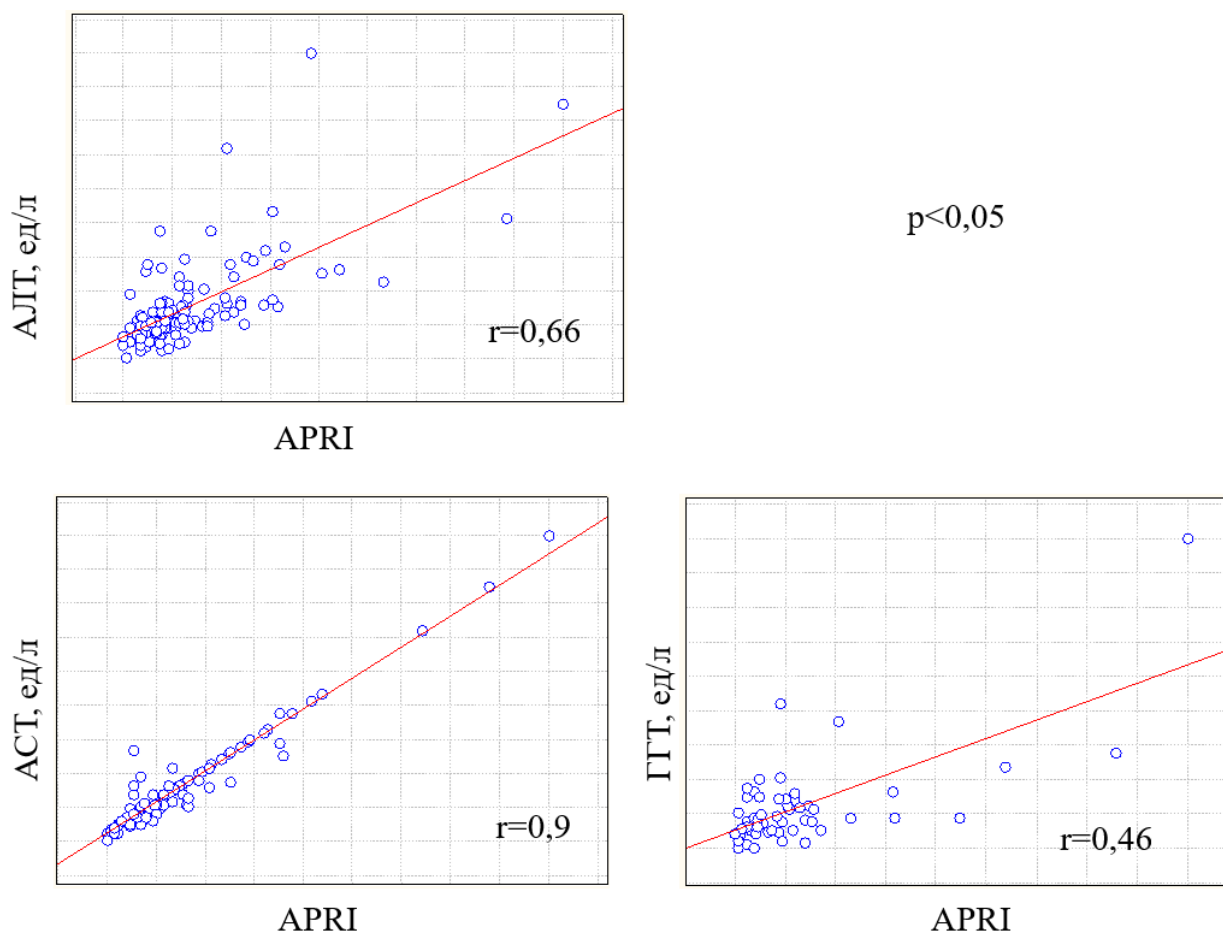 АЛТ, ед/л
r=0,66
APRI
p<0,05
АСТ, ед/л
r=0,9
APRI
ГГТ, ед/л
r=0,46
APRI